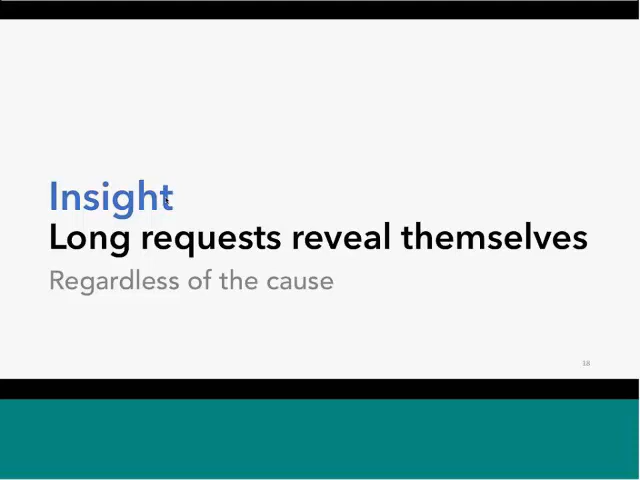 Insight
Long requests reveal themselves
Regardless of the cause
18